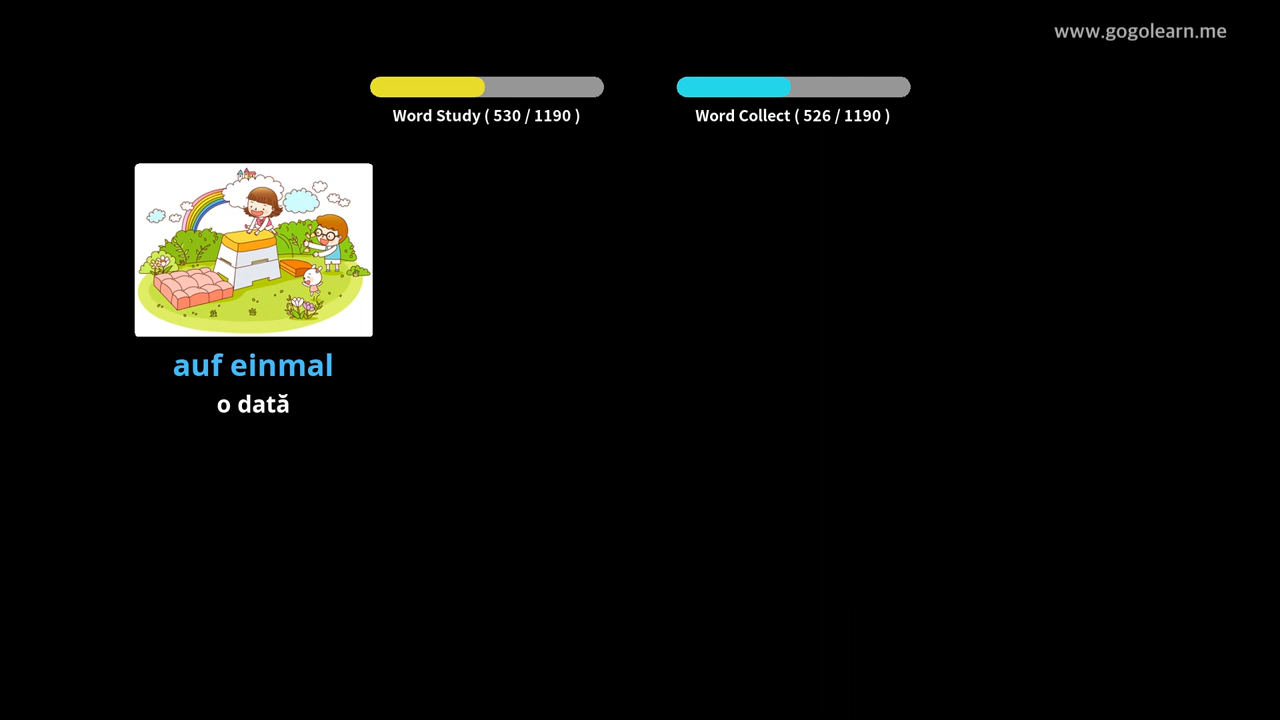 www.gogolearn.me
Word Study ( 530 / 1190 )
Word Collect ( 526 / 1190 )
auf einmal
o dată